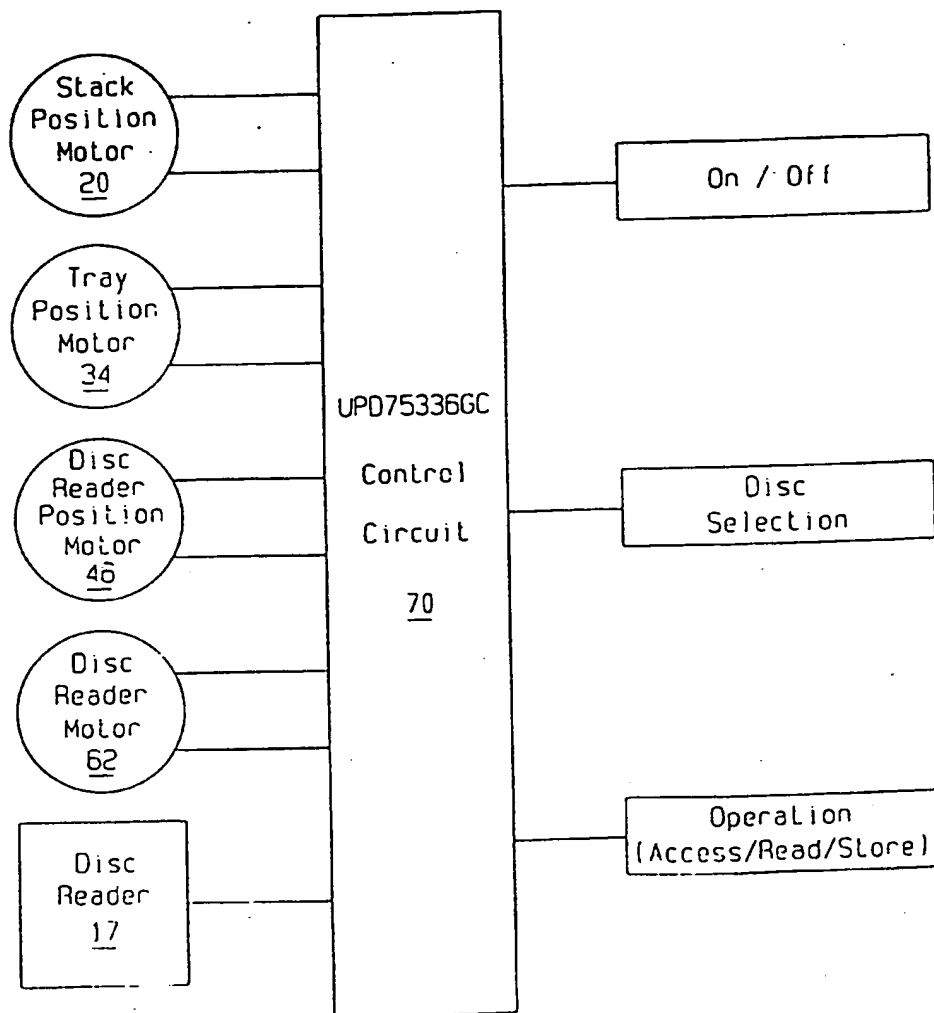 Stack
Position
Motor
20
Tray
Position
Motor
34
Disc
Reader
Position
Motor
46
Disc
Reader
Motor
62
Disc
Reader
17
UPD75336GC
Control
Circuit
70
On / Off
Disc
Selection
Operation
(Access/Read/Store)